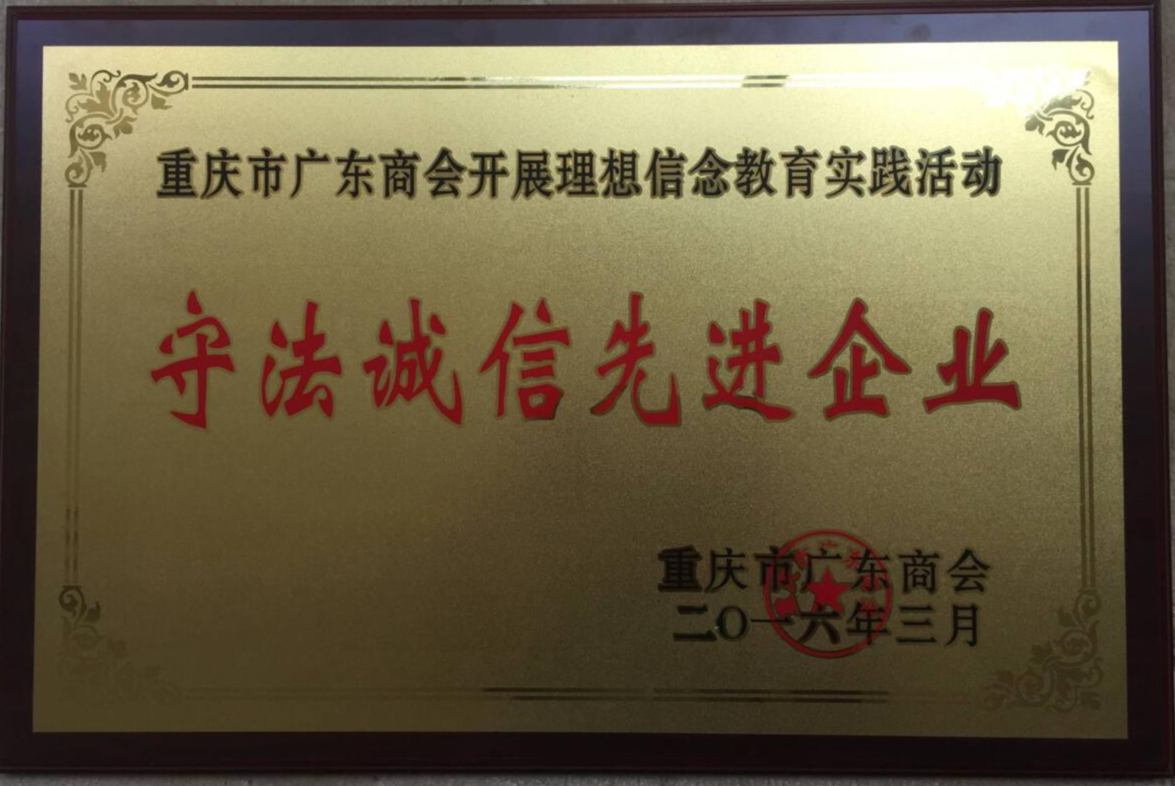 重庆市广东商会开展理想信念教育实践活动
守法诚信先进企业
重庆市广东商会
二〇一六年三月